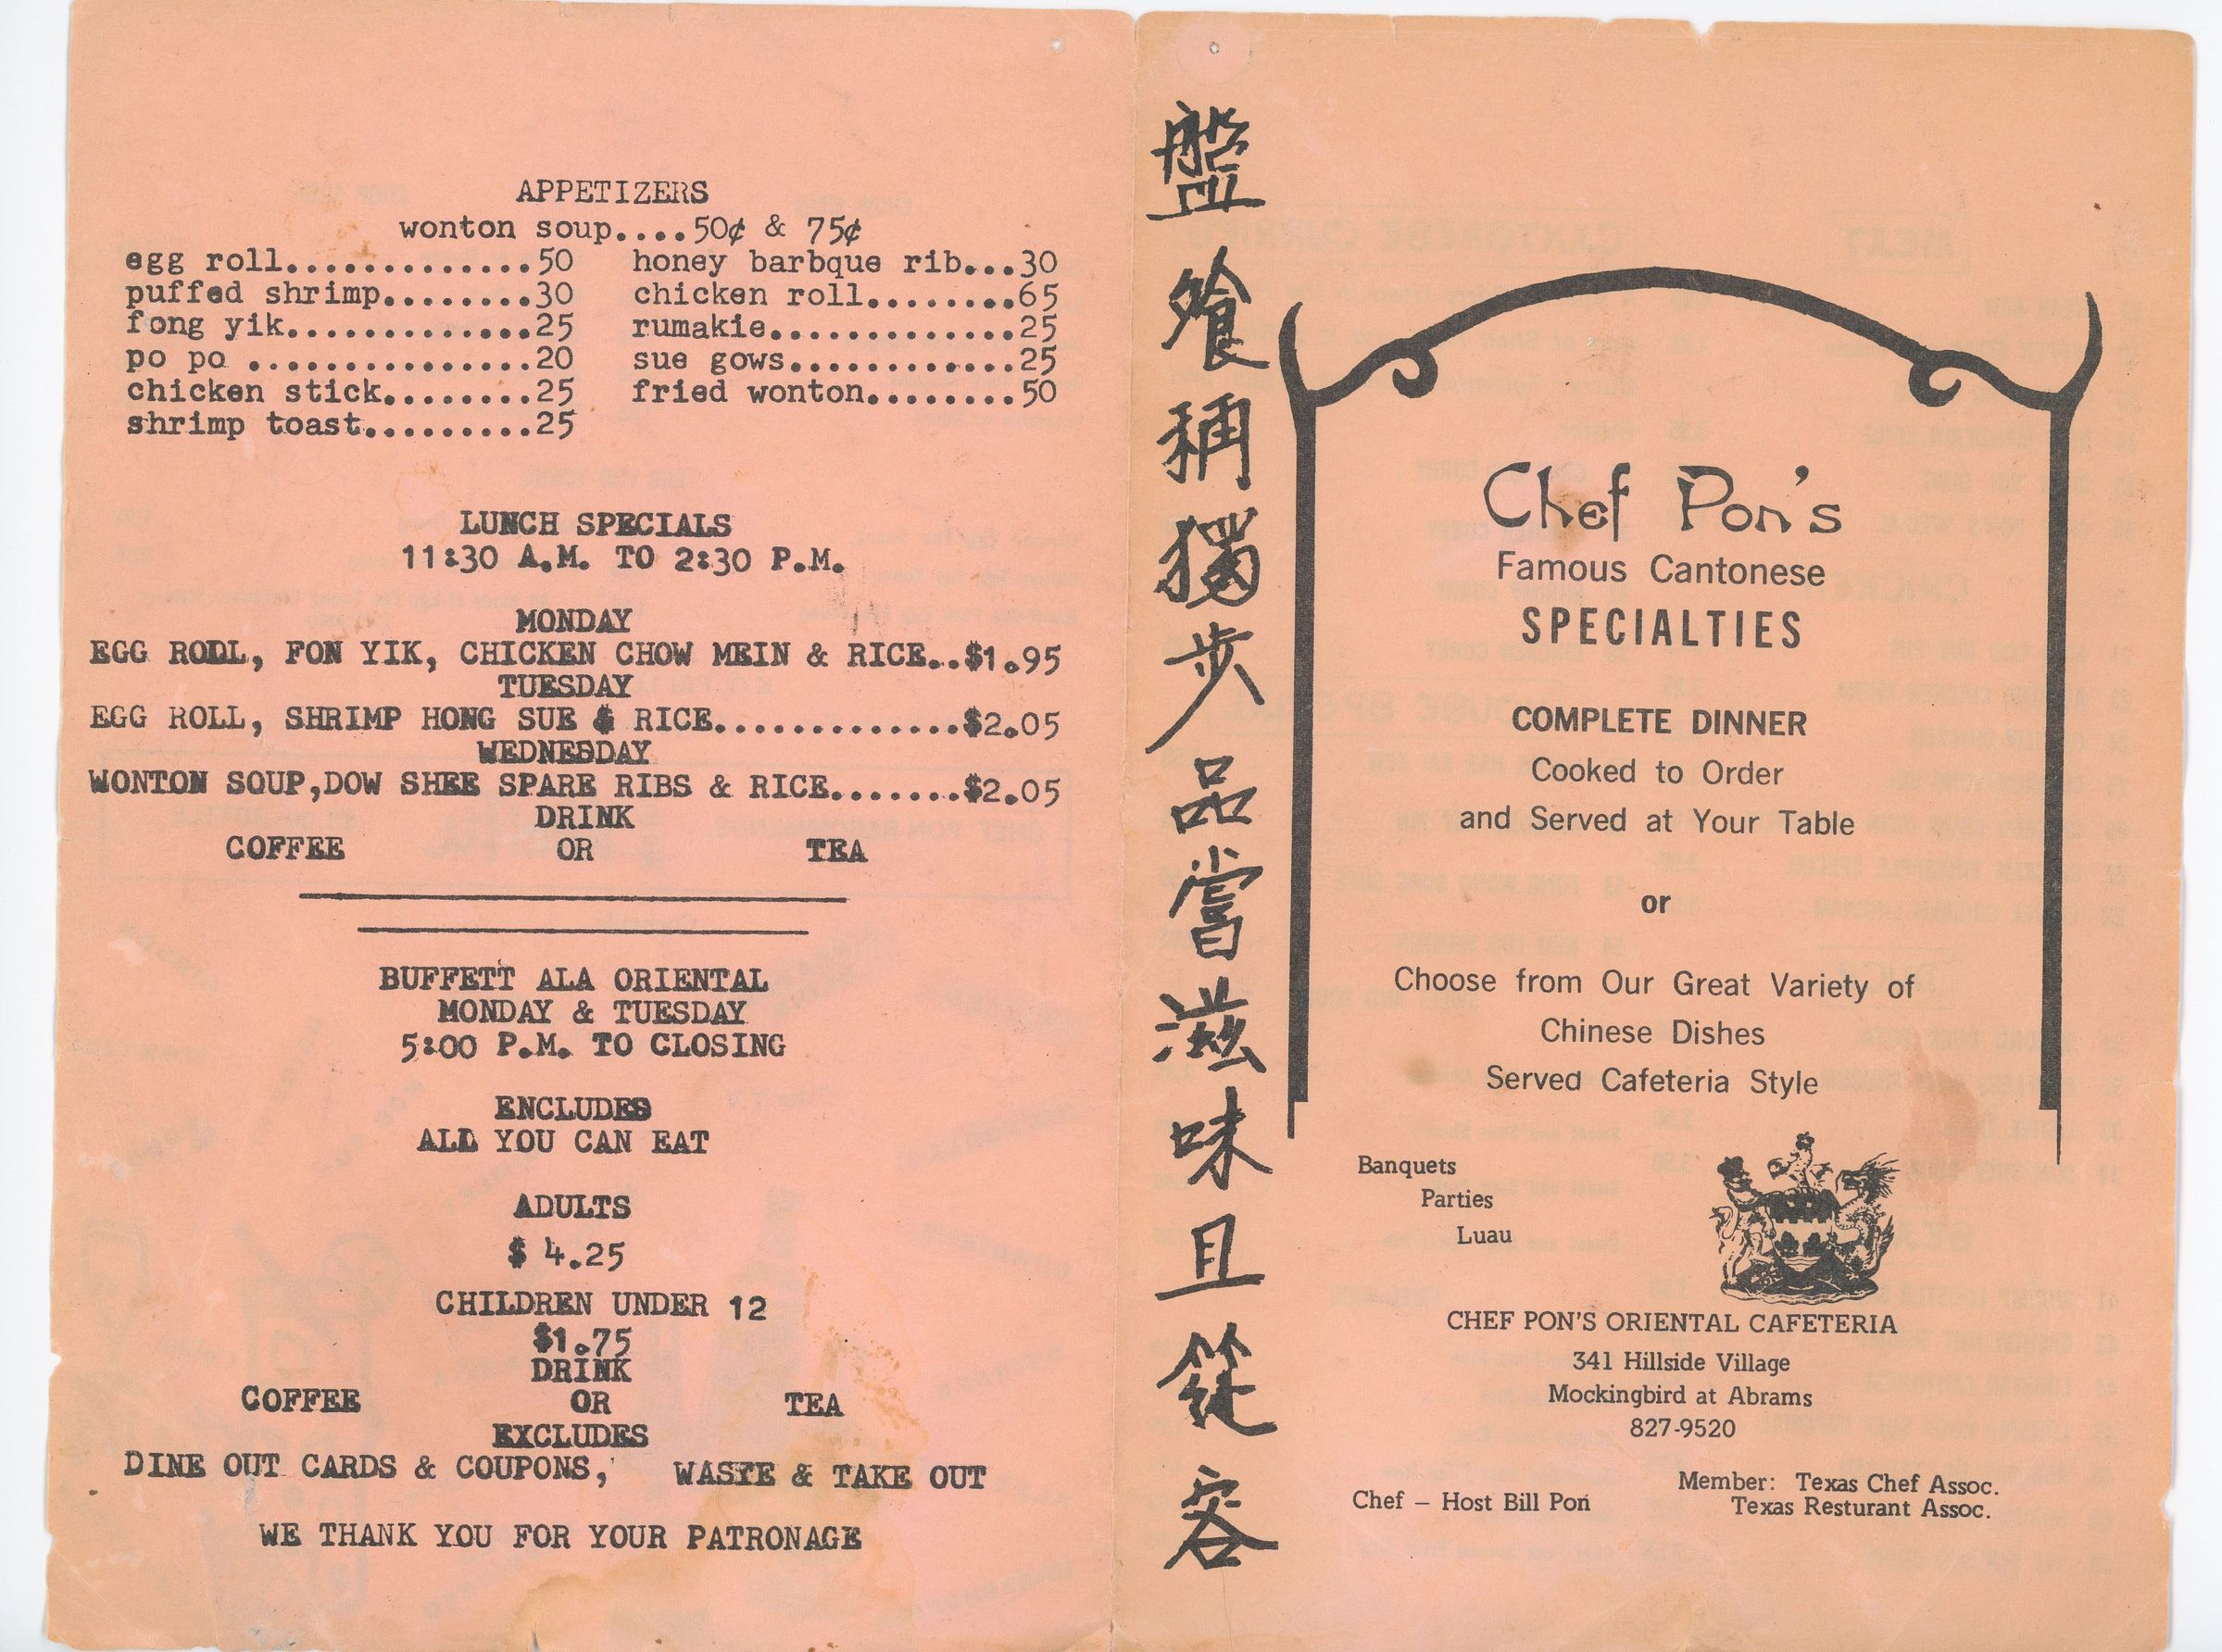 APPETIZERS
wonton soup....50¢ & 75¢
egg roll.............50 honey barbque rib...30
puffed shrimp........30 chicken roll........65
fong yik.............25 rumakie.............25
po po ...............20 sue gows............25
chicken stick........25 fried wonton........50
shrimp toast.........25
LUNCH SPECIALS
11:30 A.M. TO 2:30 P.M.
MONDAY
EGG ROLL, FON YIK, CHICKEN CHOW MEIN & RICE..$1.95
TUESDAY
EGG ROLL, SHRIMP HONG SUE & RICE.............$2.05
WEDNESDAY
WONTON SOUP,DOW SHEE SPARE RIBS & RICE.......$2.05
DRINK
COFFEE OR TEA
BUFFETT ALA ORIENTAL
MONDAY & TUESDAY
5:00 P.M. TO CLOSING
ENCLUDES
ALL YOU CAN EAT
ADULTS
$ 4.25
CHILDREN UNDER 12
$1.75
DRINK
COFFEE OR TEA
EXCLUDES
DINE OUT CARDS & COUPONS, WASTE & TAKE OUT
WE THANK YOU FOR YOUR PATRONAGE
盤飱稱獨步品嘗滋味且從容
Chef Pon's
Famous Cantonese
SPECIALTIES
COMPLETE DINNER
Cooked to Order
and Served at Your Table
or
Choose from Our Great Variety of
Chinese Dishes
Served Cafeteria Style
Banquets
Parties
Luau
CHEF PON'S ORIENTAL CAFETERIA
341 Hillside Village
Mockingbird at Abrams
827-9520
Chef – Host Bill Pon
Member: Texas Chef Assoc.
Texas Resturant Assoc.